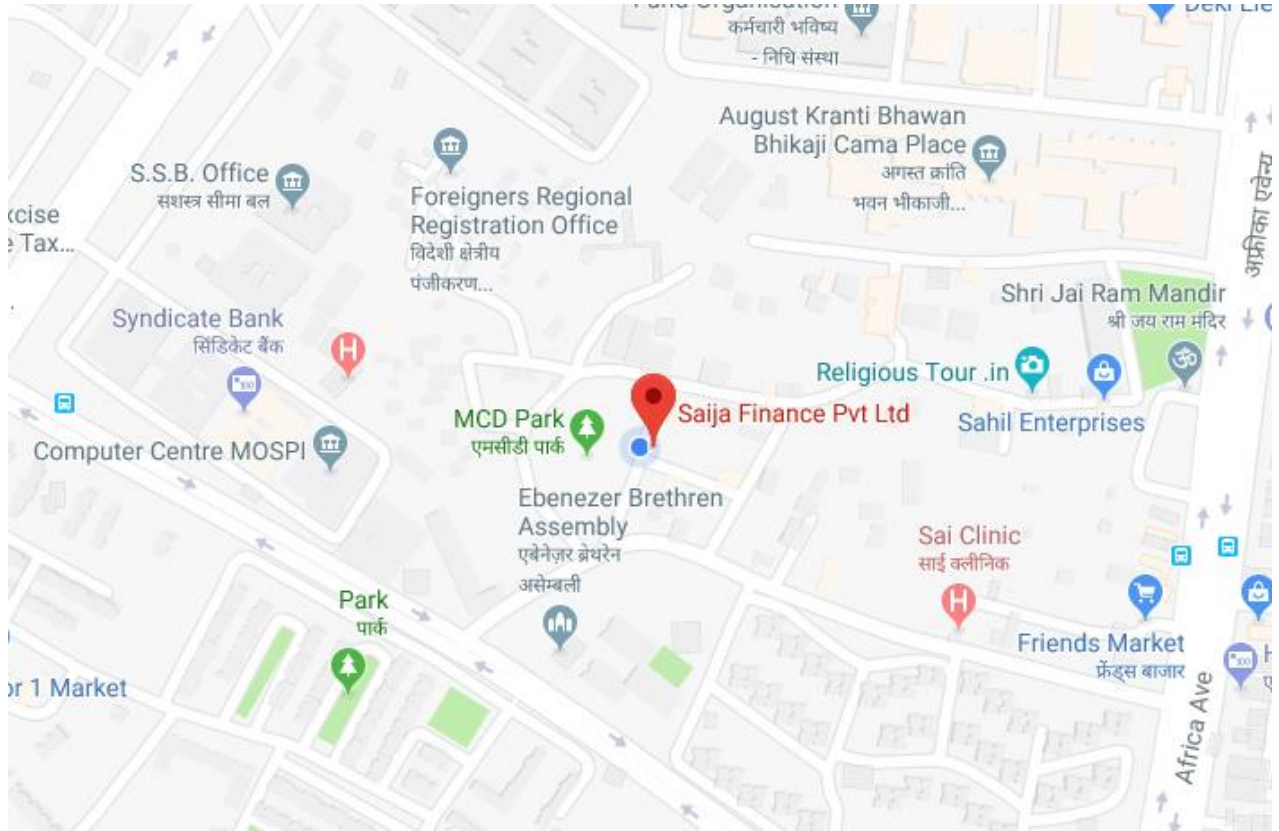 कर्मचारी भविष्य
- निधि संस्था
August Kranti Bhawan
Bhikaji Cama Place
अगस्त क्रांति
भवन भीकाजी...
S.S.B. Office
सशस्त्र सीमा बल
Foreigners Regional
Registration Office
विदेशी क्षेत्रीय
पंजीकरण...
Tax...
अफ्रीका एवेन्य
Shri Jai Ram Mandir
श्री जय राम मंदिर
Syndicate Bank
सिंडिकेट बैंक
H
Religious Tour .in
Sahil Enterprises
Saija Finance Pvt Ltd
MCD Park
एमसीडी पार्क
Computer Centre MOSPI
Ebenezer Brethren
Assembly
एबेनेज़र ब्रेथरेन
असेम्बली
Sai Clinic
साई क्लीनिक
H
Park
पार्क
Friends Market
फ्रेंड्स बाजार
1 Market
Africa Ave